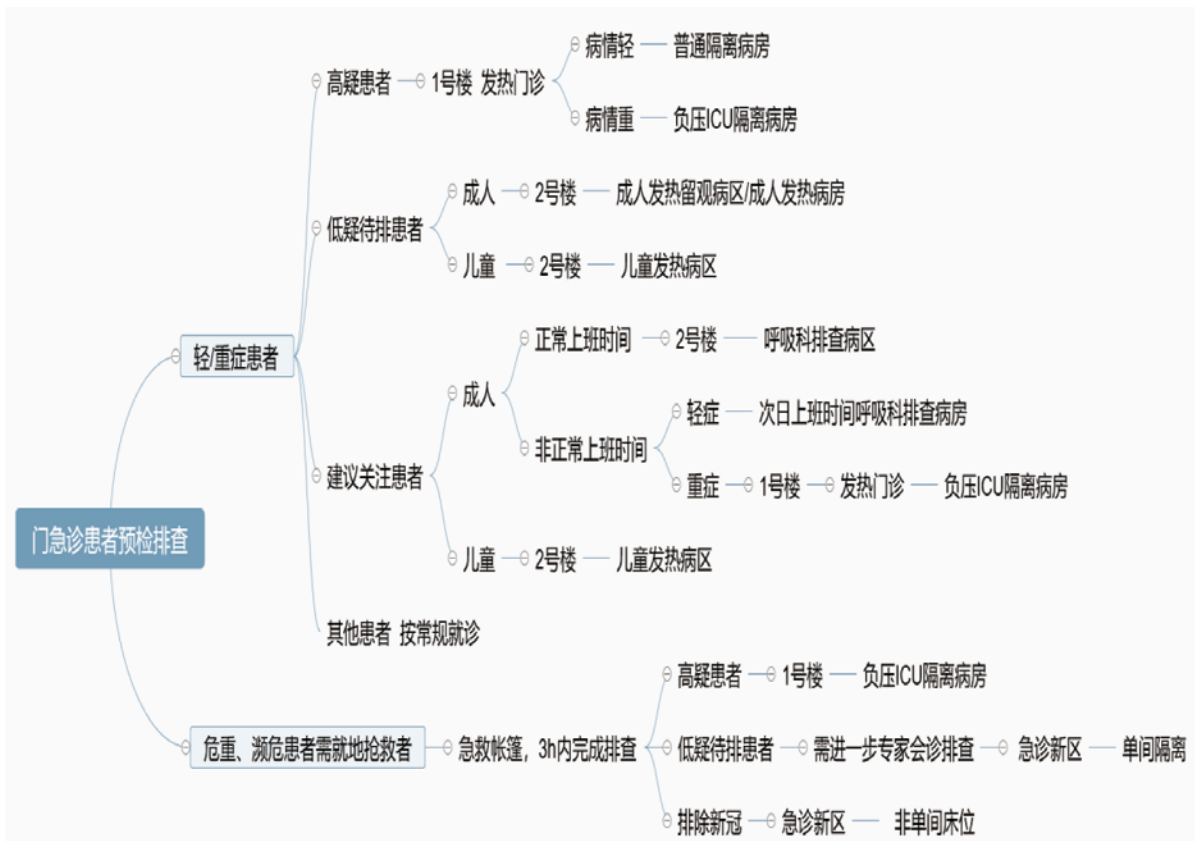 门急诊患者预检排查
轻/重症患者
高疑患者
1号楼 发热门诊
病情轻
普通隔离病房
病情重
负压ICU隔离病房
低疑待排患者
成人
2号楼
成人发热留观病区/成人发热病房
儿童
2号楼
儿童发热病区
建议关注患者
成人
正常上班时间
2号楼
呼吸科排查病区
非正常上班时间
轻症
次日上班时间呼吸科排查病房
重症
1号楼
发热门诊
负压ICU隔离病房
儿童
2号楼
儿童发热病区
其他患者 按常规就诊
危重、濒危患者需就地抢救者
急救帐篷，3h内完成排查
高疑患者
1号楼
负压ICU隔离病房
低疑待排患者
需进一步专家会诊排查
急诊新区
单间隔离
排除新冠
急诊新区
非单间床位